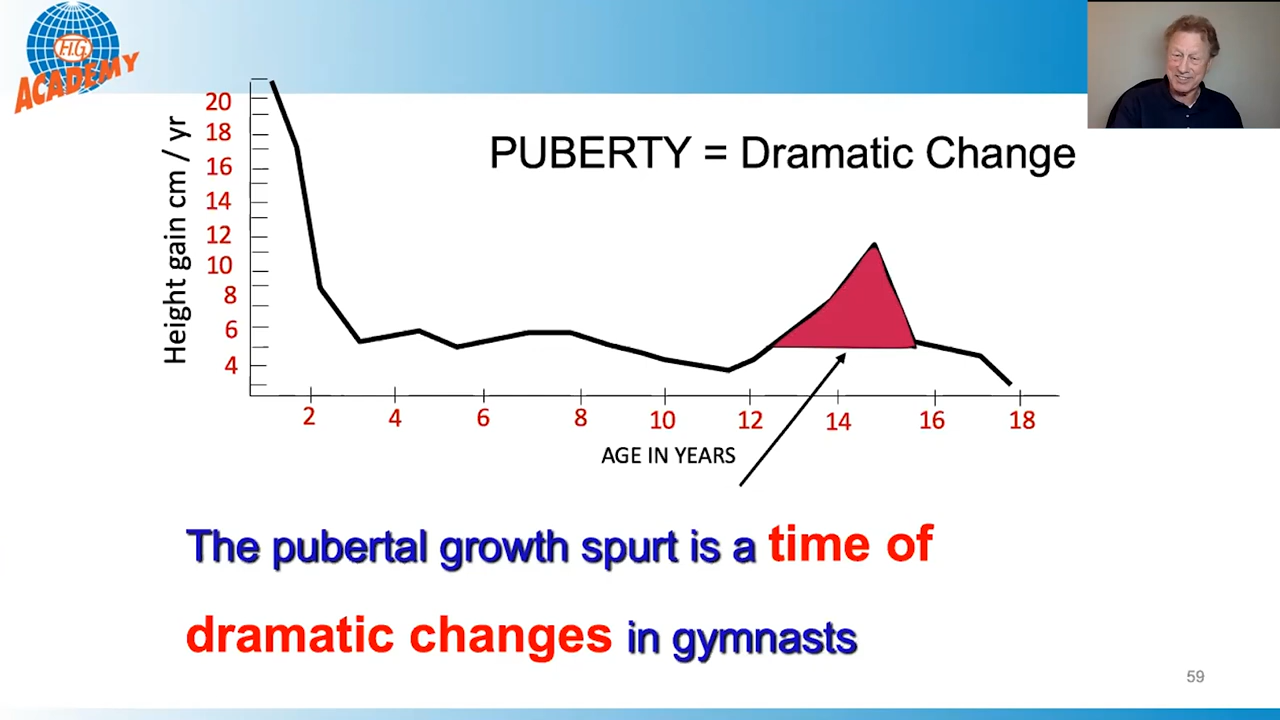 F.I.G.
ACADEMY
PUBERTY = Dramatic Change
Height gain cm / yr
20
18
16
14
12
10
8
6
4
2 4 6 8 10 12 14 16 18
AGE IN YEARS
The pubertal growth spurt is a time of
dramatic changes in gymnasts
59